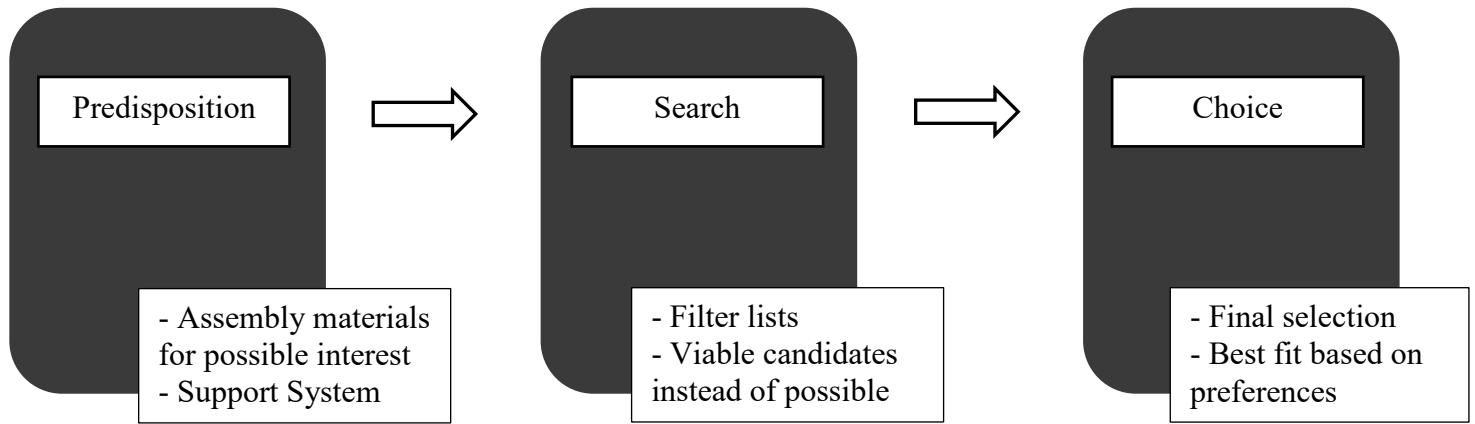 Predisposition
Search
Choice
- Assembly materials
for possible interest
- Support System
- Filter lists
- Viable candidates
instead of possible
- Final selection
- Best fit based on
preferences